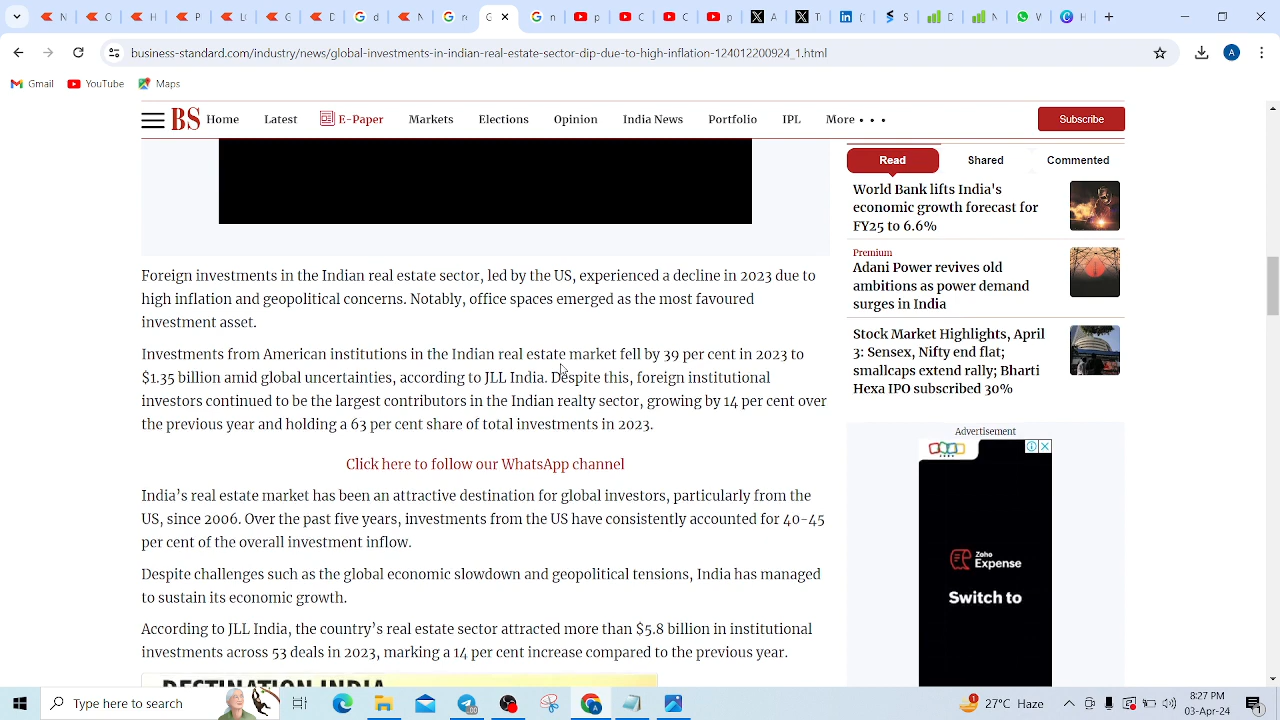 N
C
N
L
C
C
G
N
N
G
n
C
C
A
T
C
S
A
S
V
H
business-standard.com/india-news/global-investments-in-indian-real-estate-sector-dip-due-to-high-inflation-124012200924_1.html
A
Gmail
YouTube
Maps
BS Home Latest E-Paper Markets Elections Opinion India News Portfolio IPL More
Subscribe
Read Shared Commented
Foreign investments in the Indian real estate sector, led by the US, experienced a decline in 2023 due to
high inflation and geopolitical concerns. Notably, office spaces emerged as the most favoured
investment asset.
Investments from American institutions in the Indian real estate market fell by 39 per cent in 2023 to
$1.35 billion amid global uncertainties, according to JLL India. Despite this, foreign institutional
investors continued to be the largest contributors in the Indian realty sector, growing by 14 per cent over
the previous year and holding a 63 per cent share of total investments in 2023.
Click here to follow our WhatsApp channel
India's real estate market has been an attractive destination for global investors, particularly from the
US, since 2006. Over the past five years, investments from the US have consistently accounted for 40-45
per cent of the overall investment inflow.
Despite challenges such as the global economic slowdown and geopolitical tensions, India has managed
to sustain its economic growth.
According to JLL India, the country's real estate sector attracted more than $5.8 billion in institutional
investments across 53 deals in 2023, marking a 14 per cent increase compared to the previous year.
DESTINATION INDIA
World Bank lifts India's
economic growth forecast for
FY25 to 6.6%
Premium
Adani Power revives old
ambitions as power demand
surges in India
Stock Market Highlights, April
3: Sensex, Nifty end flat;
smallcaps extend rally; Bharti
Hexa IPO subscribed 30%
Advertisement
Zoho
Expense
Switch to
Type here to search
27°C Haze
8:27 PM
03-Apr-24